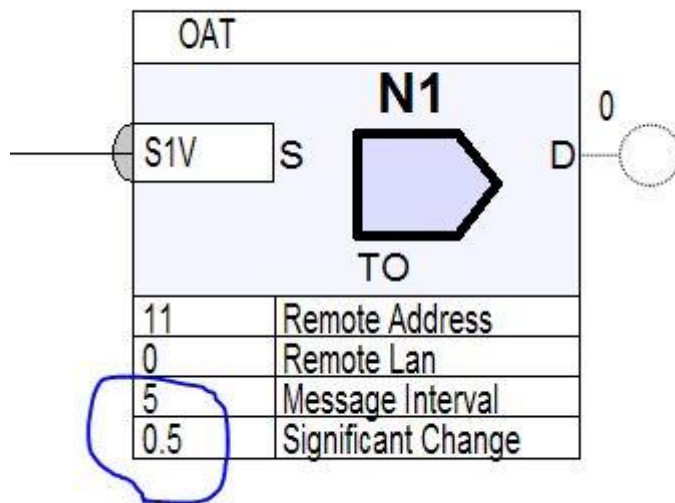 OAT
N1
0
S1V S
D
TO
11 Remote Address
0 Remote Lan
5 Message Interval
0.5 Significant Change